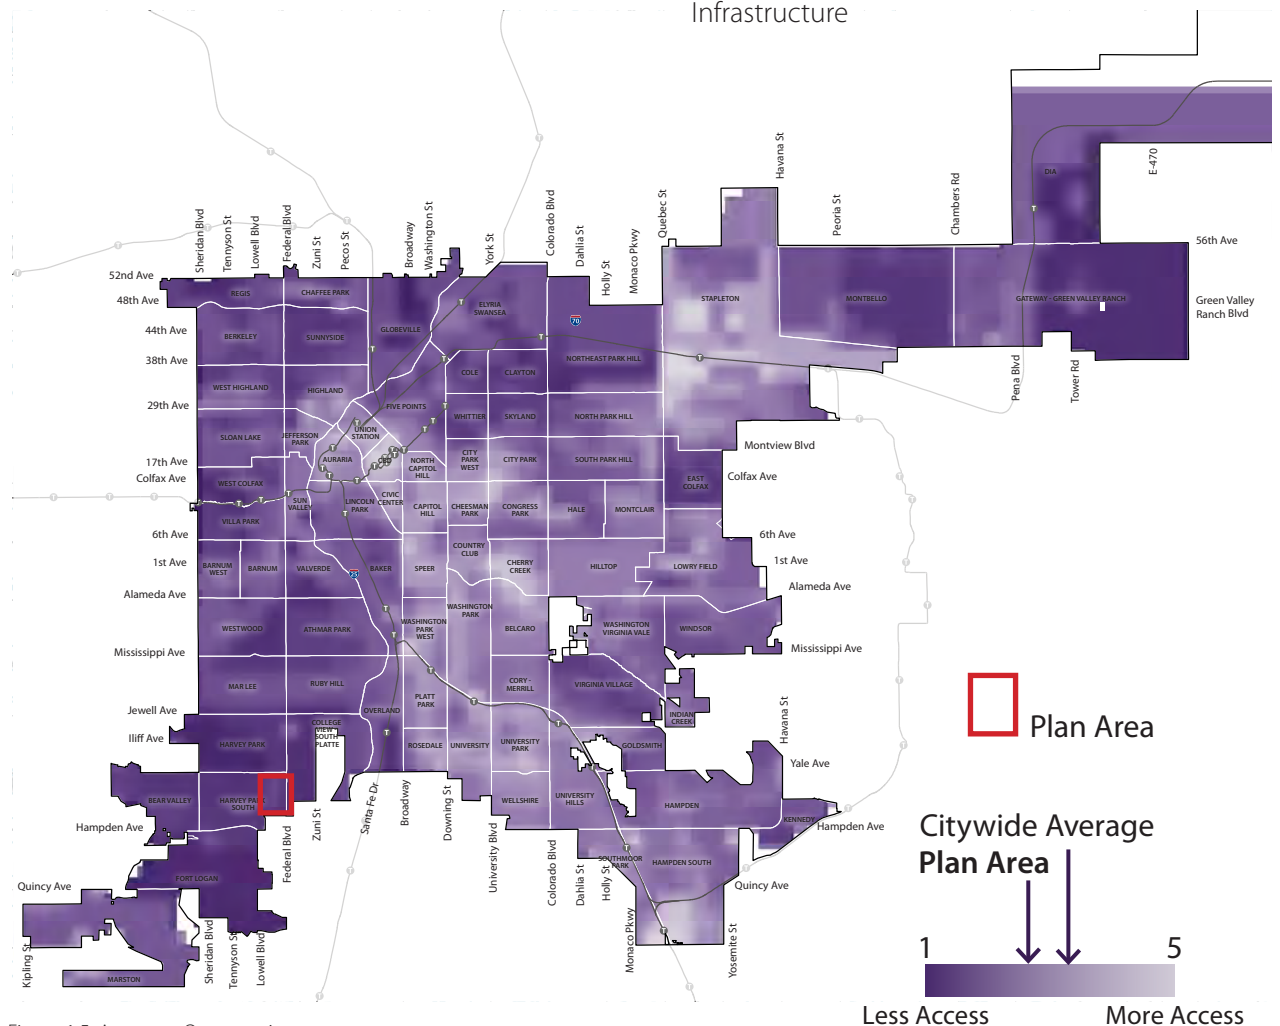 Infrastructure
Sheridan Blvd
Tennyson St
Lowell Blvd
Federal Blvd
Zuni St
Pecos St
Broadway
Washington St
York St
Colorado Blvd
Dahlia St
Holly St
Monaco Pkwy
Quebec St
Havana St
Peoria St
Chambers Rd
E-470
DIA
56th Ave
Green Valley
Ranch Blvd
52nd Ave
48th Ave
44th Ave
38th Ave
29th Ave
17th Ave
Colfax Ave
6th Ave
1st Ave
Alameda Ave
Mississippi Ave
Jewell Ave
Iliff Ave
Hampden Ave
Quincy Ave
REGIS
CHAFFEE PARK
BERKELEY
SUNNYSIDE
GLOBEVILLE
ELYRIA
SWANSEA
70
STAPLETON
MONTBELLO
GATEWAY - GREEN VALLEY RANCH
WEST HIGHLAND
HIGHLAND
COLE
CLAYTON
NORTHEAST PARK HILL
FIVE POINTS
WHITTIER
SKYLAND
NORTH PARK HILL
SLOAN LAKE
JEFFERSON
PARK
UNION
STATION
AURARIA
CBD
NORTH
CAPITOL
HILL
CITY
PARK
WEST
CITY PARK
SOUTH PARK HILL
EAST
COLFAX
WEST COLFAX
SUN
VALLEY
LINCOLN
PARK
CIVIC
CENTER
CAPITOL
HILL
CHEESMAN
PARK
CONGRESS
PARK
HALE
MONTCLAIR
VILLA PARK
BARNUM
WEST
BARNUM
VALVERDE
25
BAKER
SPEER
COUNTRY
CLUB
CHERRY
CREEK
HILLTOP
LOWRY FIELD
WESTWOOD
ATHMAR PARK
WASHINGTON
PARK
WEST
WASHINGTON
PARK
BELCARO
WASHINGTON
VIRGINIA VALE
WINDSOR
MAR LEE
RUBY HILL
OVERLAND
PLATT
PARK
CORY -
MERRILL
VIRGINIA VILLAGE
INDIAN
CREEK
COLLEGE
VIEW -
SOUTH
PLATTE
HARVEY PARK
ROSEDALE
UNIVERSITY
UNIVERSITY
PARK
GOLDSMITH
BEAR VALLEY
HARVEY PARK
SOUTH
WELLSHIRE
UNIVERSITY
HILLS
HAMPDEN
KENNEDY
FORT LOGAN
SOUTHMOOR
PARK
HAMPDEN SOUTH
MARSTON
Pena Blvd
Tower Rd
Montview Blvd
Colfax Ave
6th Ave
1st Ave
Alameda Ave
Mississippi Ave
Havana St
Yale Ave
Hampden Ave
Quincy Ave
Kipling St
Sheridan Blvd
Tennyson St
Lowell Blvd
Federal Blvd
Zuni St
Santa Fe Dr
Broadway
Downing St
University Blvd
Colorado Blvd
Dahlia St
Holly St
Monaco Pkwy
Yosemite St
Plan Area
Citywide Average
Plan Area
1
5
Less Access
More Access